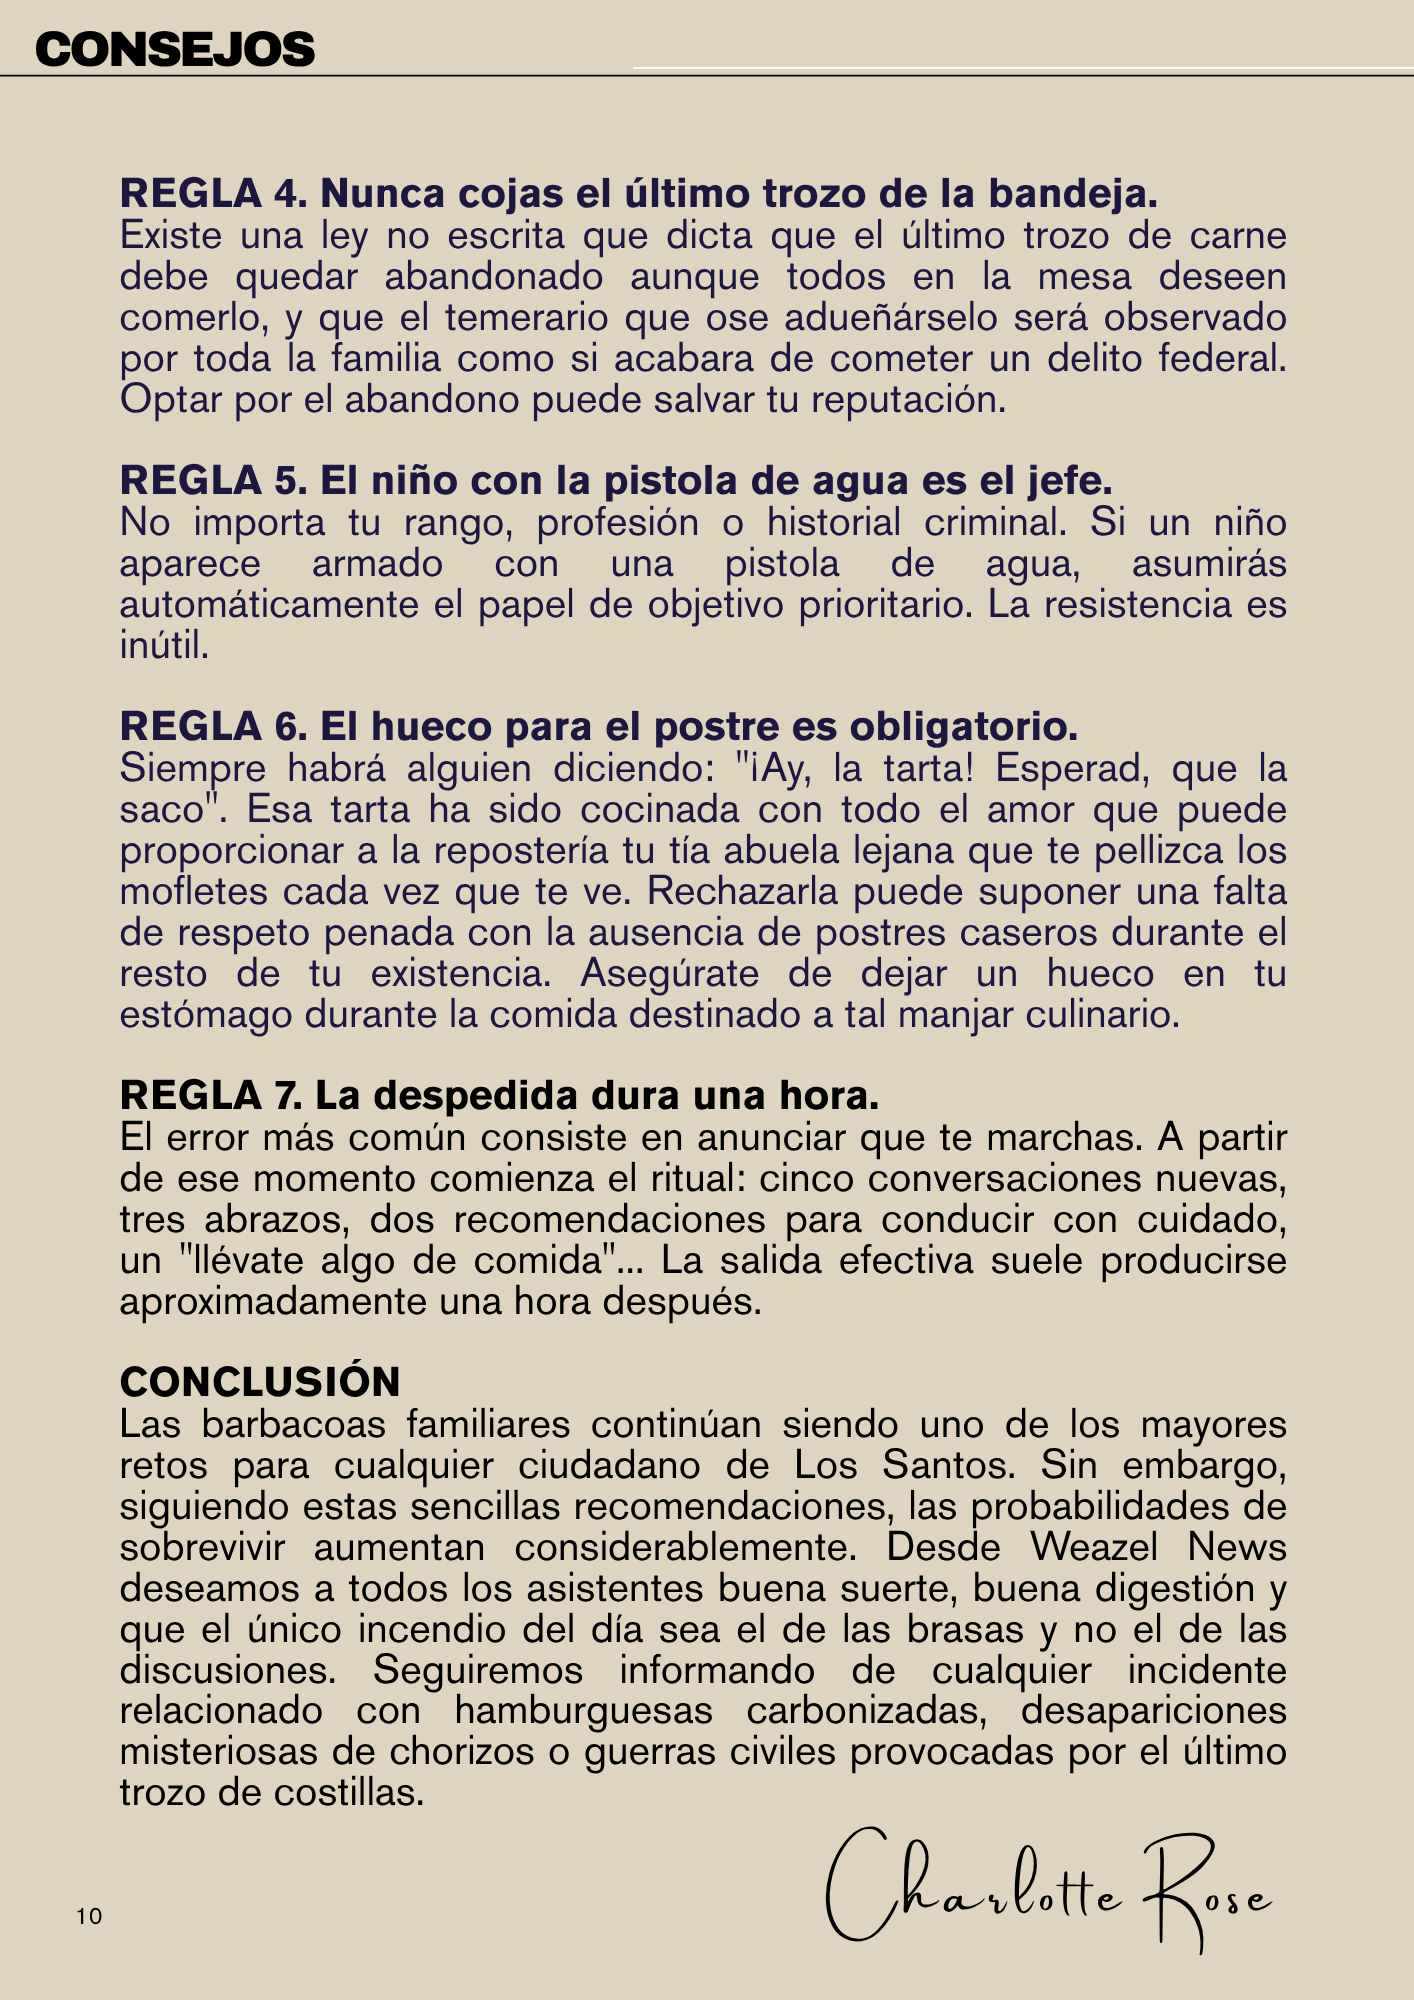 CONSEJOS
REGLA 4. Nunca cojas el último trozo de la bandeja.
Existe una ley no escrita que dicta que el último trozo de carne
debe quedar abandonado aunque todos en la mesa deseen
comerlo, y que el temerario que ose adueñárselo será observado
por toda la familia como si acabara de cometer un delito federal.
Optar por el abandono puede salvar tu reputación.
REGLA 5. El niño con la pistola de agua es el jefe.
No importa tu rango, profesión o historial criminal. Si un niño
aparece armado con una pistola de agua, asumirás
automáticamente el papel de objetivo prioritario. La resistencia es
inútil.
REGLA 6. El hueco para el postre es obligatorio.
Siempre habrá alguien diciendo: "¡Ay, la tarta! Esperad, que la
saco". Esa tarta ha sido cocinada con todo el amor que puede
proporcionar a la repostería tu tía abuela lejana que te pellizca los
mofletes cada vez que te ve. Rechazarla puede suponer una falta
de respeto penada con la ausencia de postres caseros durante el
resto de tu existencia. Asegúrate de dejar un hueco en tu
estómago durante la comida destinado a tal manjar culinario.
REGLA 7. La despedida dura una hora.
El error más común consiste en anunciar que te marchas. A partir
de ese momento comienza el ritual: cinco conversaciones nuevas,
tres abrazos, dos recomendaciones para conducir con cuidado,
un "llévate algo de comida"... La salida efectiva suele producirse
aproximadamente una hora después.
CONCLUSIÓN
Las barbacoas familiares continúan siendo uno de los mayores
retos para cualquier ciudadano de Los Santos. Sin embargo,
siguiendo estas sencillas recomendaciones, las probabilidades de
sobrevivir aumentan considerablemente. Desde Weazel News
deseamos a todos los asistentes buena suerte, buena digestión y
que el único incendio del día sea el de las brasas y no el de las
discusiones. Seguiremos informando de cualquier incidente
relacionado con hamburguesas carbonizadas, desapariciones
misteriosas de chorizos o guerras civiles provocadas por el último
trozo de costillas.
Charlotte Rose
10